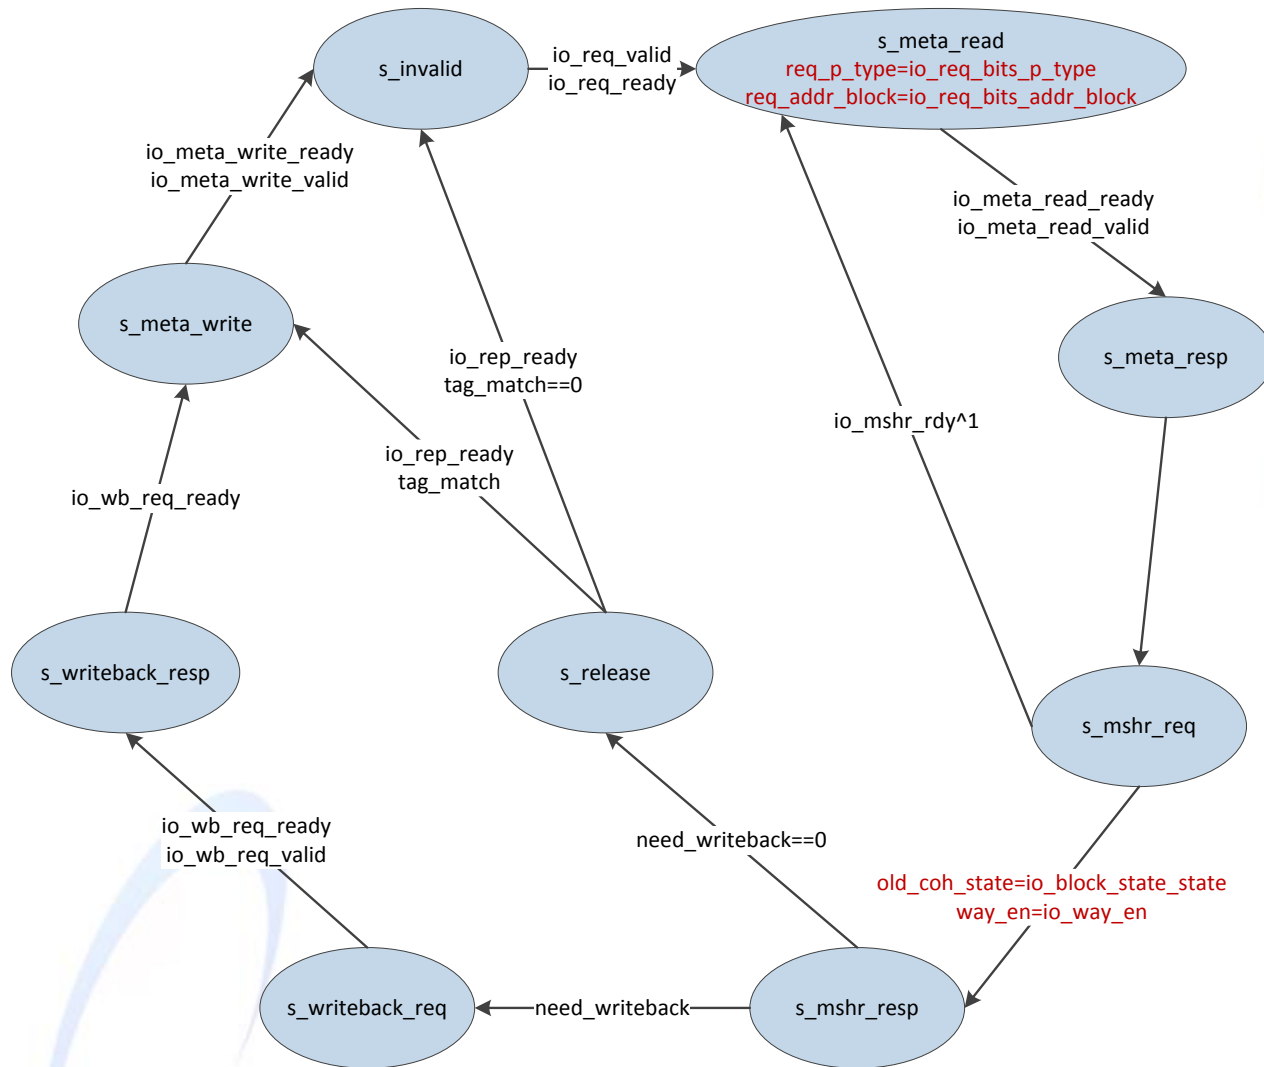 s_invalid
io_req_valid
io_req_ready
s_meta_read
req_p_type=io_req_bits_p_type
req_addr_block=io_req_bits_addr_block
io_meta_write_ready
io_meta_write_valid
io_meta_read_ready
io_meta_read_valid
s_meta_write
s_meta_resp
io_rep_ready
tag_match==0
io_mshr_rdy^1
io_rep_ready
tag_match
io_wb_req_ready
s_writeback_resp
s_release
s_mshr_req
io_wb_req_ready
io_wb_req_valid
need_writeback==0
old_coh_state=io_block_state_state
way_en=io_way_en
s_writeback_req
need_writeback
s_mshr_resp